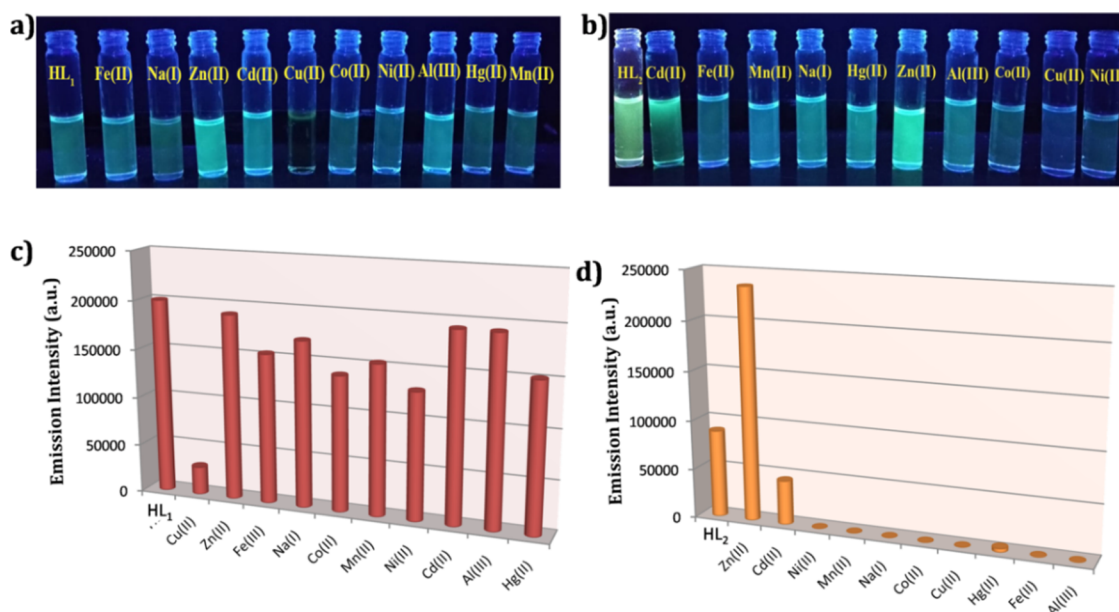 a)
HL1 Fe(II) Na(I) Zn(II) Cd(II) Cu(II) Co(II) Ni(II) Al(III) Hg(II) Mn(II)
b)
HL2 Cd(II) Fe(II) Mn(II) Na(I) Hg(II) Zn(II) Al(III) Co(II) Cu(II) Ni(II
c)
Emission Intensity (a.u.)
250000
200000
150000
100000
50000
0
HL1 Cu(II) Zn(II) Fe(III) Na(I) Co(II) Mn(II) Ni(II) Cd(II) Al(III) Hg(II)
d)
Emission Intensity (a.u.)
250000
200000
150000
100000
50000
0
HL2 Zn(II) Cd(II) Ni(II) Mn(II) Na(I) Co(II) Cu(II) Hg(II) Fe(II) Al(III)